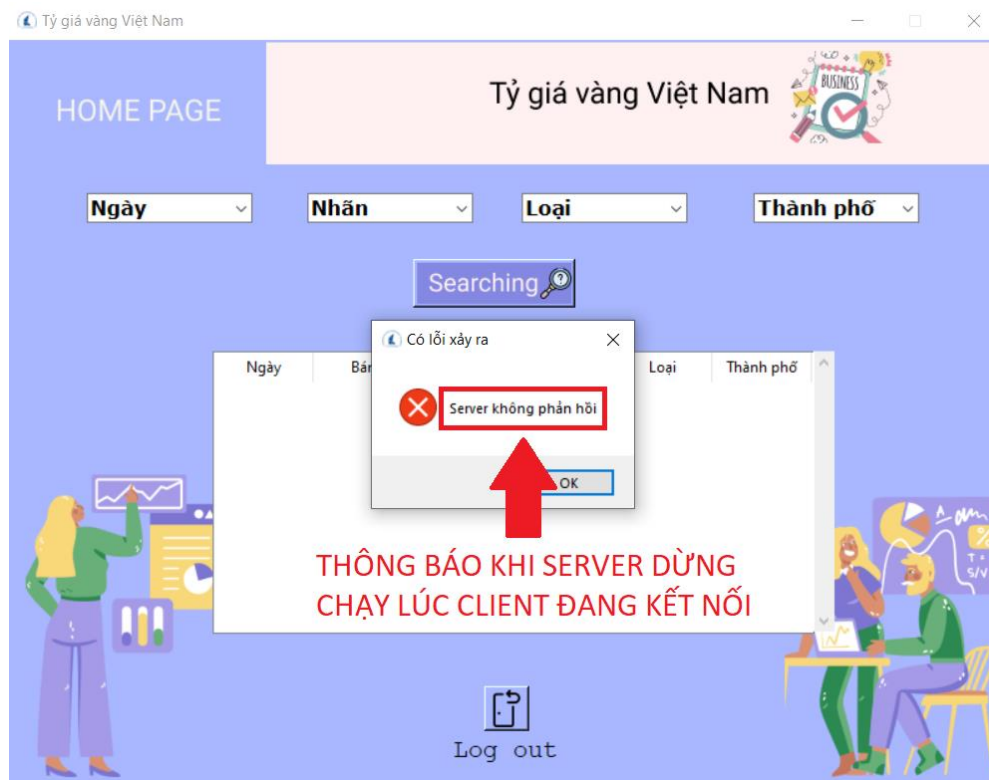 Tỷ giá vàng Việt Nam
HOME PAGE
Tỷ giá vàng Việt Nam
BUSINESS
Ngày
Nhãn
Loại
Thành phố
Searching
Có lỗi xảy ra
Ngày
Loại
Thành phố
Server không phản hồi
OK
THÔNG BÁO KHI SERVER DỪNG
CHẠY LÚC CLIENT ĐANG KẾT NỐI
Log out